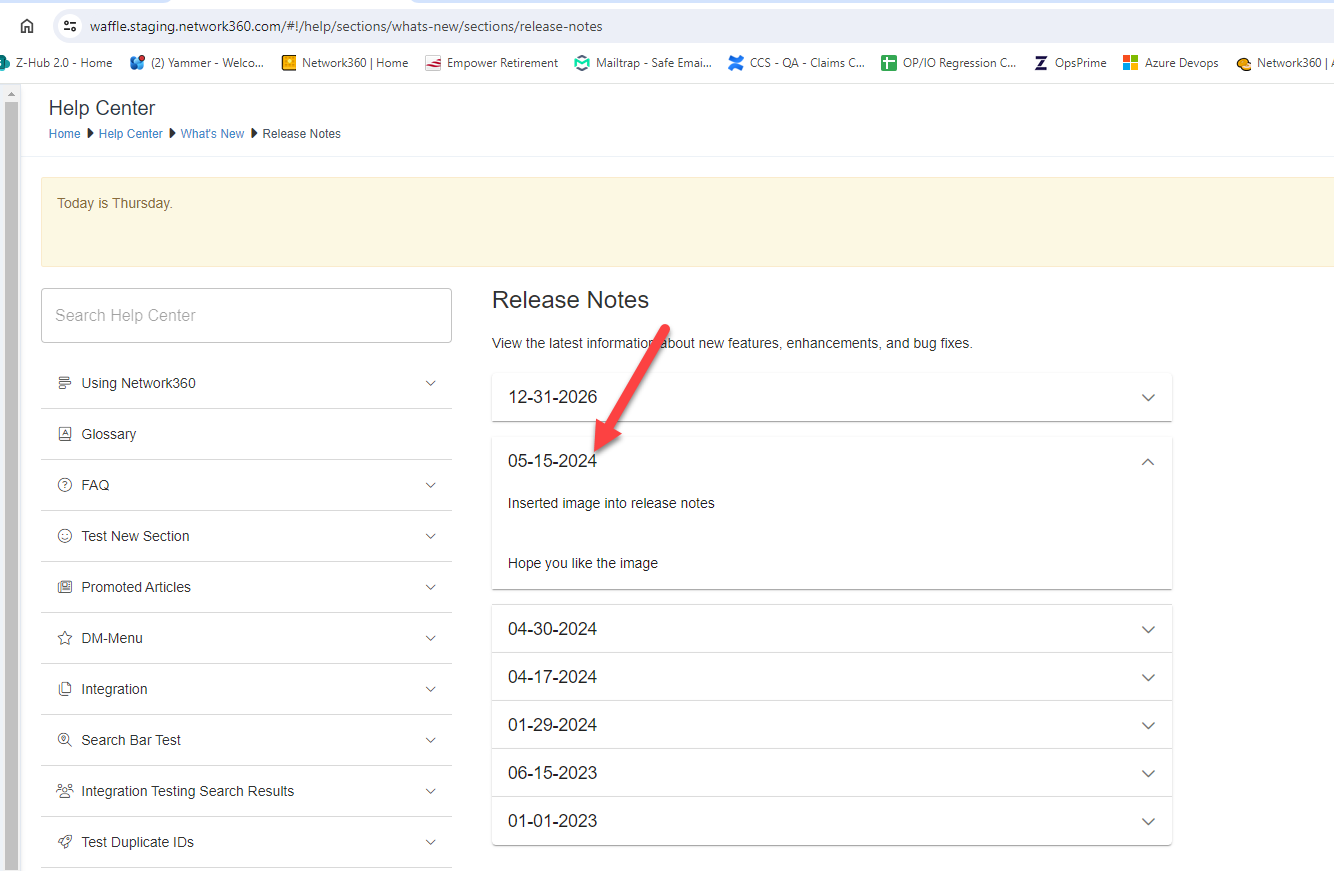 waffle.staging.network360.com/#!/help/sections/whats-new/sections/release-notes
Z-Hub 2.0 - Home
(2) Yammer - Welco...
Network360 | Home
Empower Retirement
Mailtrap - Safe Emai...
CCS - QA - Claims C...
OP/IO Regression C...
OpsPrime
Azure Devops
Network360 | A
Help Center
Home Help Center What's New Release Notes
Today is Thursday.
Search Help Center
Using Network360
Glossary
FAQ
Test New Section
Promoted Articles
DM-Menu
Integration
Search Bar Test
Integration Testing Search Results
Test Duplicate IDs
Release Notes
View the latest information about new features, enhancements, and bug fixes.
12-31-2026
05-15-2024
Inserted image into release notes
Hope you like the image
04-30-2024
04-17-2024
01-29-2024
06-15-2023
01-01-2023